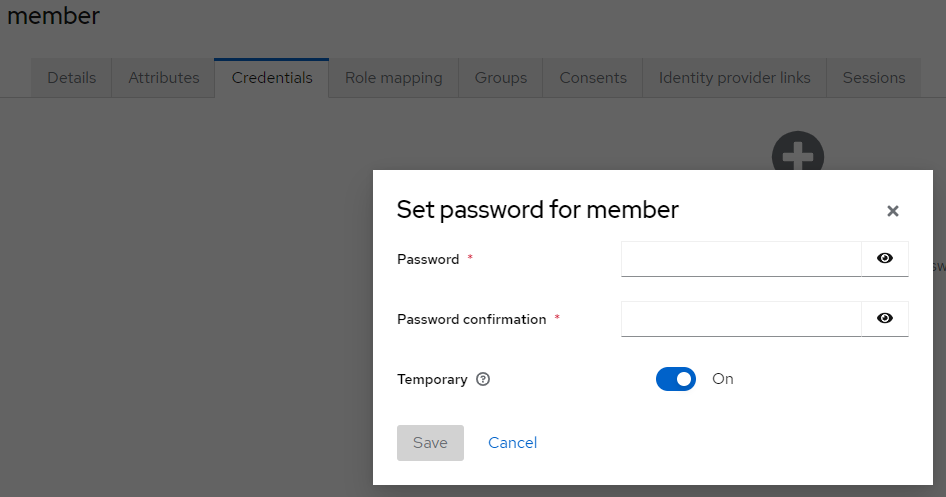 member
Details Attributes Credentials Role mapping Groups Consents Identity provider links Sessions
Set password for member
Password *
Password confirmation *
Temporary ? On
Save Cancel